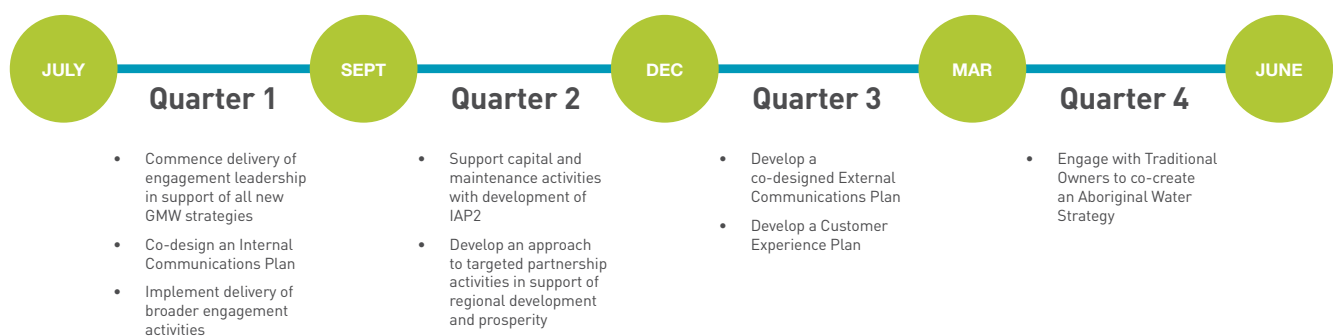 JULY
SEPT
DEC
MAR
JUNE
Quarter 1
• Commence delivery of
engagement leadership
in support of all new
GMW strategies
• Co-design an Internal
Communications Plan
• Implement delivery of
broader engagement
activities
Quarter 2
• Support capital and
maintenance activities
with development of
IAP2
• Develop an approach
to targeted partnership
activities in support of
regional development
and prosperity
Quarter 3
• Develop a
co-designed External
Communications Plan
• Develop a Customer
Experience Plan
Quarter 4
• Engage with Traditional
Owners to co-create
an Aboriginal Water
Strategy